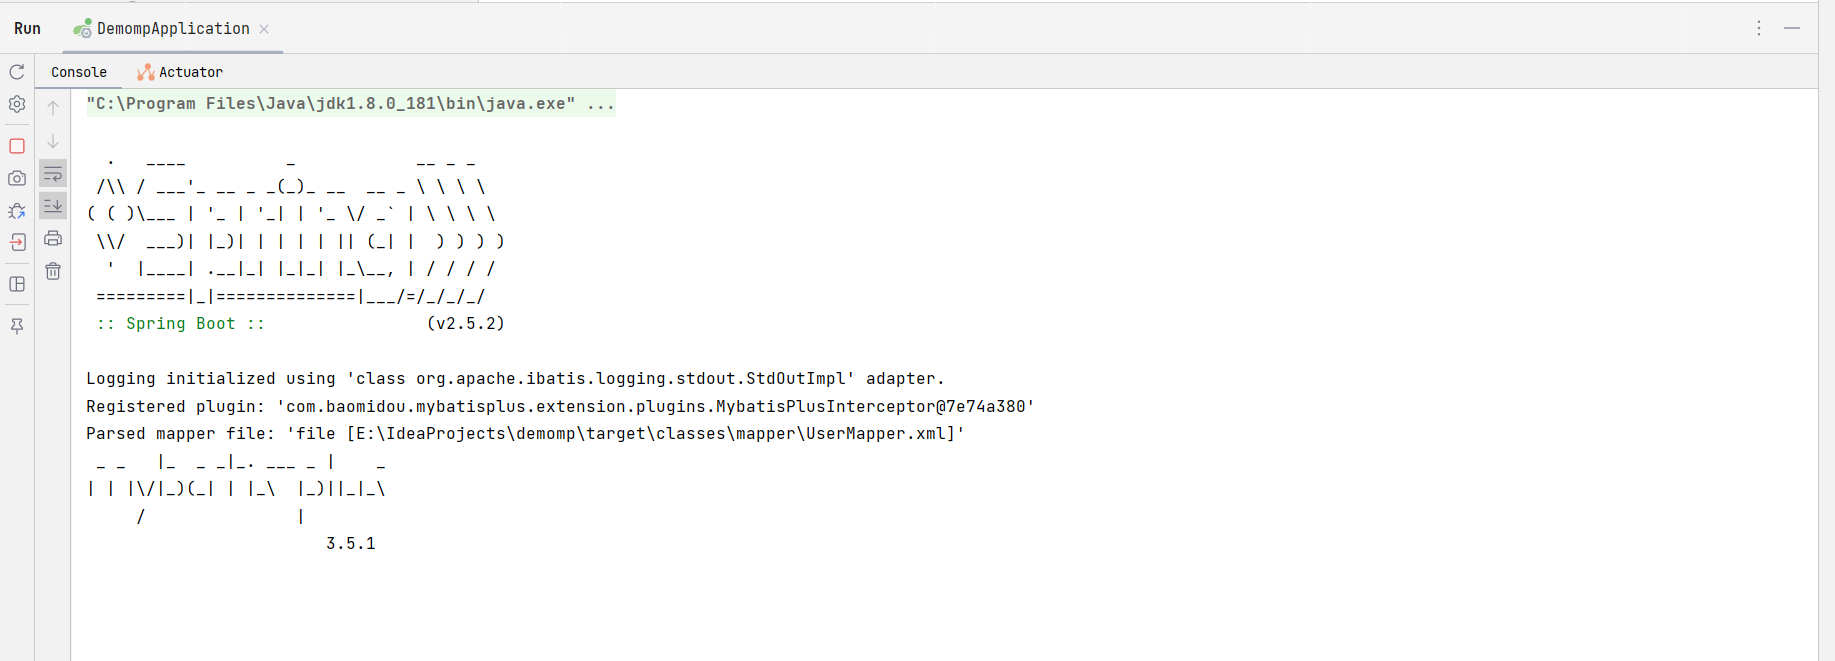 Run DemompApplication
Console Actuator
"C:\Program Files\Java\jdk1.8.0_181\bin\java.exe" ...
  .   ____          _            __ _ _
 /\\ / ___'_ __ _ _(_)_ __  __ _ \ \ \ \
( ( )\___ | '_ | '_| | '_ \/ _` | \ \ \ \
 \\/  ___)| |_)| | | | | || (_| |  ) ) ) )
  '  |____| .__|_| |_|_| |_\__, | / / / /
 =========|_|==============|___/=/_/_/_/
 :: Spring Boot ::                (v2.5.2)
Logging initialized using 'class org.apache.ibatis.logging.stdout.StdOutImpl' adapter.
Registered plugin: 'com.baomidou.mybatisplus.extension.plugins.MybatisPlusInterceptor@7e74a380'
Parsed mapper file: 'file [E:\IdeaProjects\demomp\target\classes\mapper\UserMapper.xml]'
 _ _   |_  _ _|_. ___ _ |    _
| | |\/|_)(_| | |_\  |_)||_|_\
     /               |
                        3.5.1